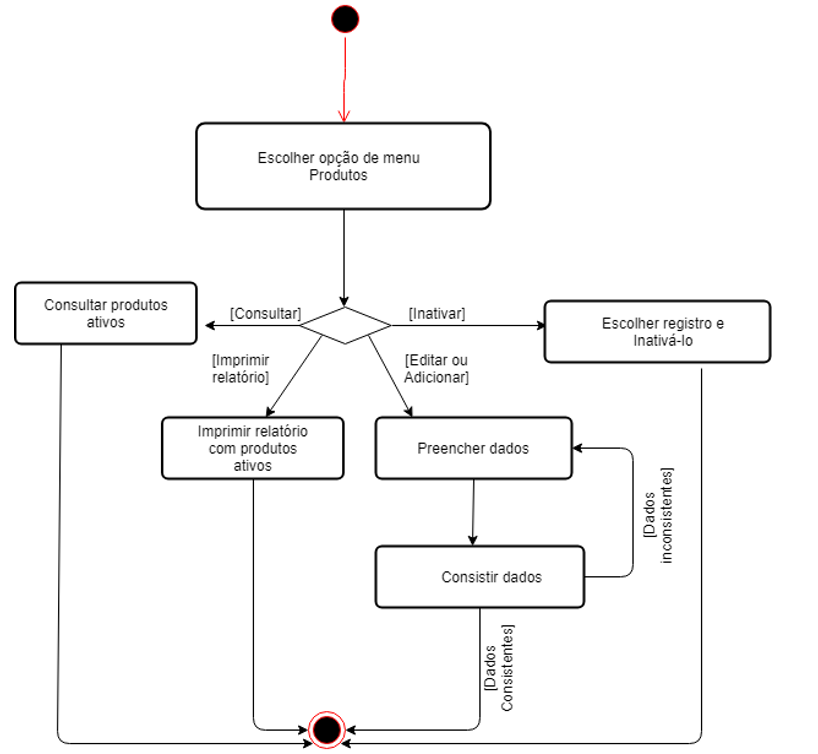 Escolher opção de menu
Produtos
Consultar produtos
ativos
[Consultar]
[Inativar]
Escolher registro e
Inativá-lo
[Imprimir
relatório]
[Editar ou
Adicionar]
Imprimir relatório
com produtos
ativos
Preencher dados
[Dados
inconsistentes]
Consistir dados
[Dados
Consistentes]